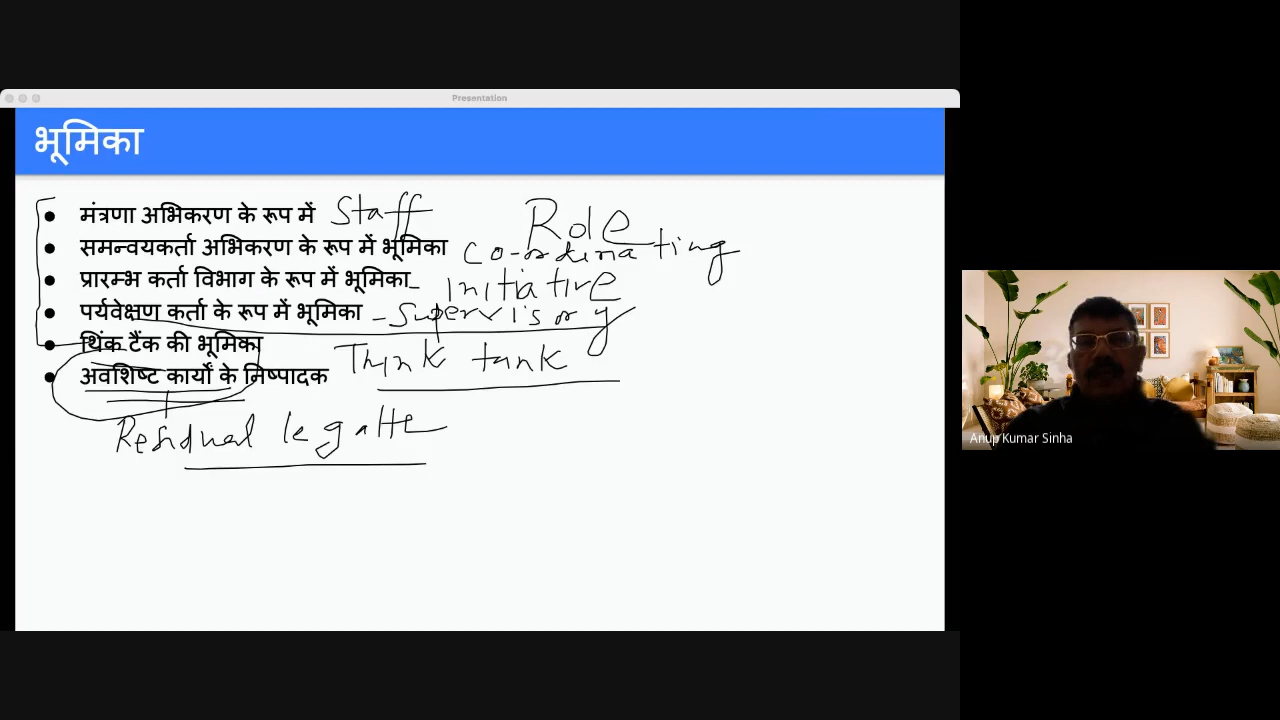 Presentation
भूमिका
● मंत्रणा अभिकरण के रूप में Staff
Role
● समन्वयकर्ता अभिकरण के रूप में भूमिका co-ordinating
● प्रारम्भ कर्ता विभाग के रूप में भूमिका_ Initiative
● पर्यवेक्षण कर्ता के रूप में भूमिका - Supervisory
● थिंक टैंक की भूमिका Think tank
● अवशिष्ट कार्यों के निष्पादक
Residual legatte
Anup Kumar Sinha